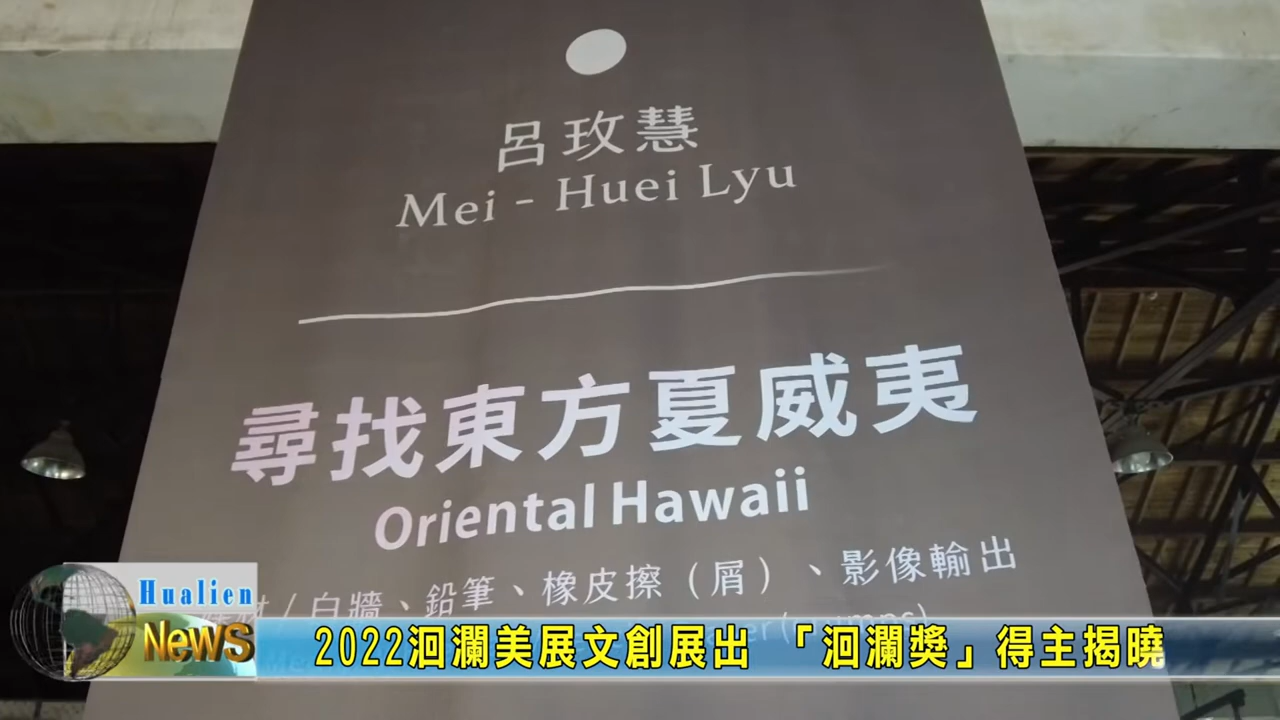 呂玫慧
Mei - Huei Lyu
尋找東方夏威夷
Oriental Hawaii
材/白牆、鉛筆、橡皮擦（屑）、影像輸出
Hualien
News
2022洄瀾美展文創展出 「洄瀾獎」得主揭曉